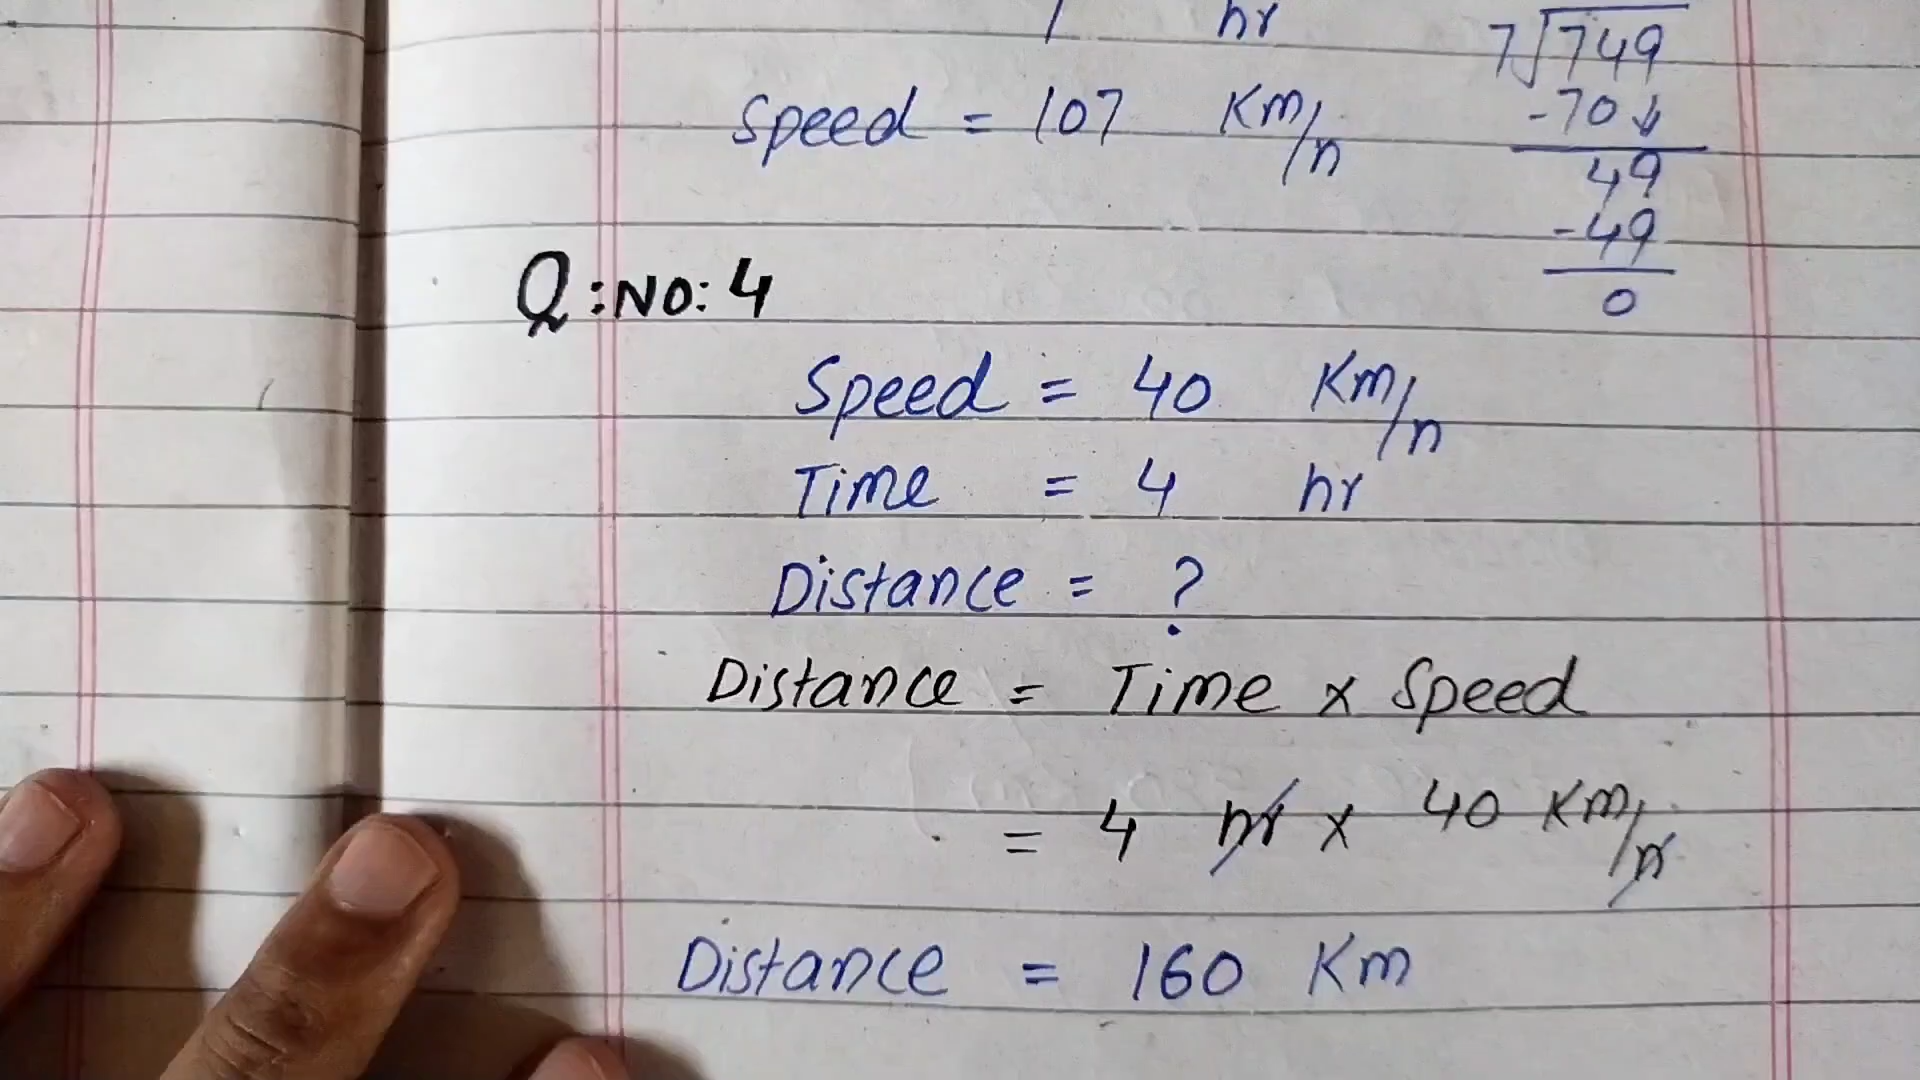 hr
Speed = 107 Km/h
7)749
-70↓
49
-49
0
Q:NO:4
Speed = 40 Km/h
Time = 4 hr
Distance = ?
Distance = Time x Speed
= 4 hr x 40 Km/h
Distance = 160 Km